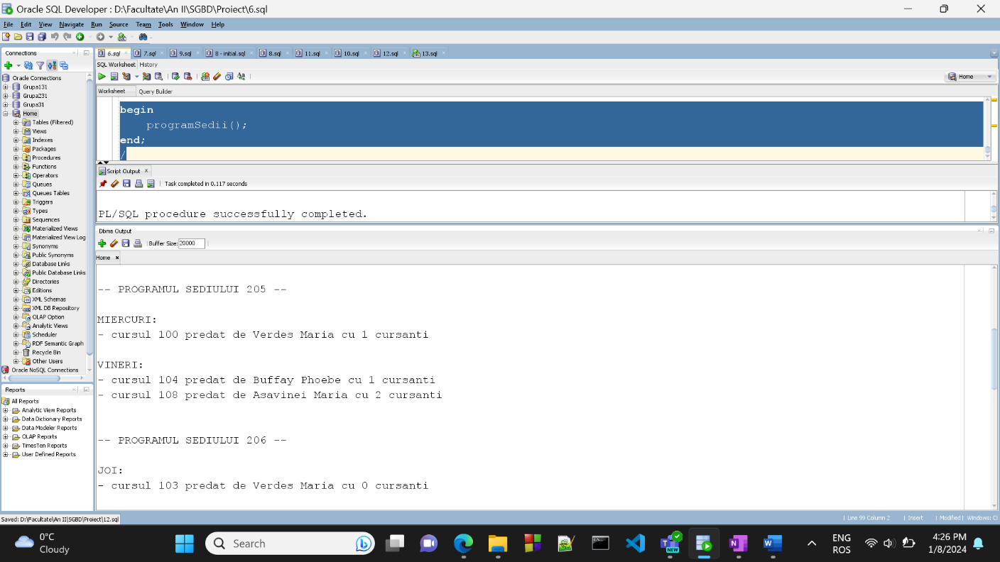 Oracle SQL Developer : D:\Facultate\An II\SGBD\Proiect\6.sql
File Edit View Navigate Run Source Team Tools Window Help
Connections
Oracle Connections
Grupa131
Grupa231
Grupa31
Home
Tables (Filtered)
Views
Indexes
Packages
Procedures
Functions
Operators
Queues
Queues Tables
Triggers
Types
Sequences
Materialized Views
Materialized View Log
Synonyms
Public Synonyms
Database Links
Public Database Links
Directories
Editions
XML Schemas
XML DB Repository
OLAP Option
Analytic Views
Scheduler
RDF Semantic Graph
Recycle Bin
Other Users
Oracle NoSQL Connections
Reports
All Reports
Analytic View Reports
Data Dictionary Reports
Data Modeler Reports
OLAP Reports
TimesTen Reports
User Defined Reports
6.sql 7.sql 9.sql 8 - initial.sql 8.sql 11.sql 10.sql 12.sql 13.sql
SQL Worksheet History
Home
Worksheet Query Builder
begin
programSedii();
end;
/
Script Output
Task completed in 0.117 seconds
PL/SQL procedure successfully completed.
Dbms Output
Buffer Size: 20000
Home
-- PROGRAMUL SEDIULUI 205 --
MIERCURI:
- cursul 100 predat de Verdes Maria cu 1 cursanti
VINERI:
- cursul 104 predat de Buffay Phoebe cu 1 cursanti
- cursul 108 predat de Asavinei Maria cu 2 cursanti
-- PROGRAMUL SEDIULUI 206 --
JOI:
- cursul 103 predat de Verdes Maria cu 0 cursanti
Saved: D:\Facultate\An II\SGBD\Proiect\12.sql
Line 99 Column 2 | Insert | Modified | Windows: C
0°C
Cloudy
Search
NEW
ENG
ROS
4:26 PM
1/8/2024